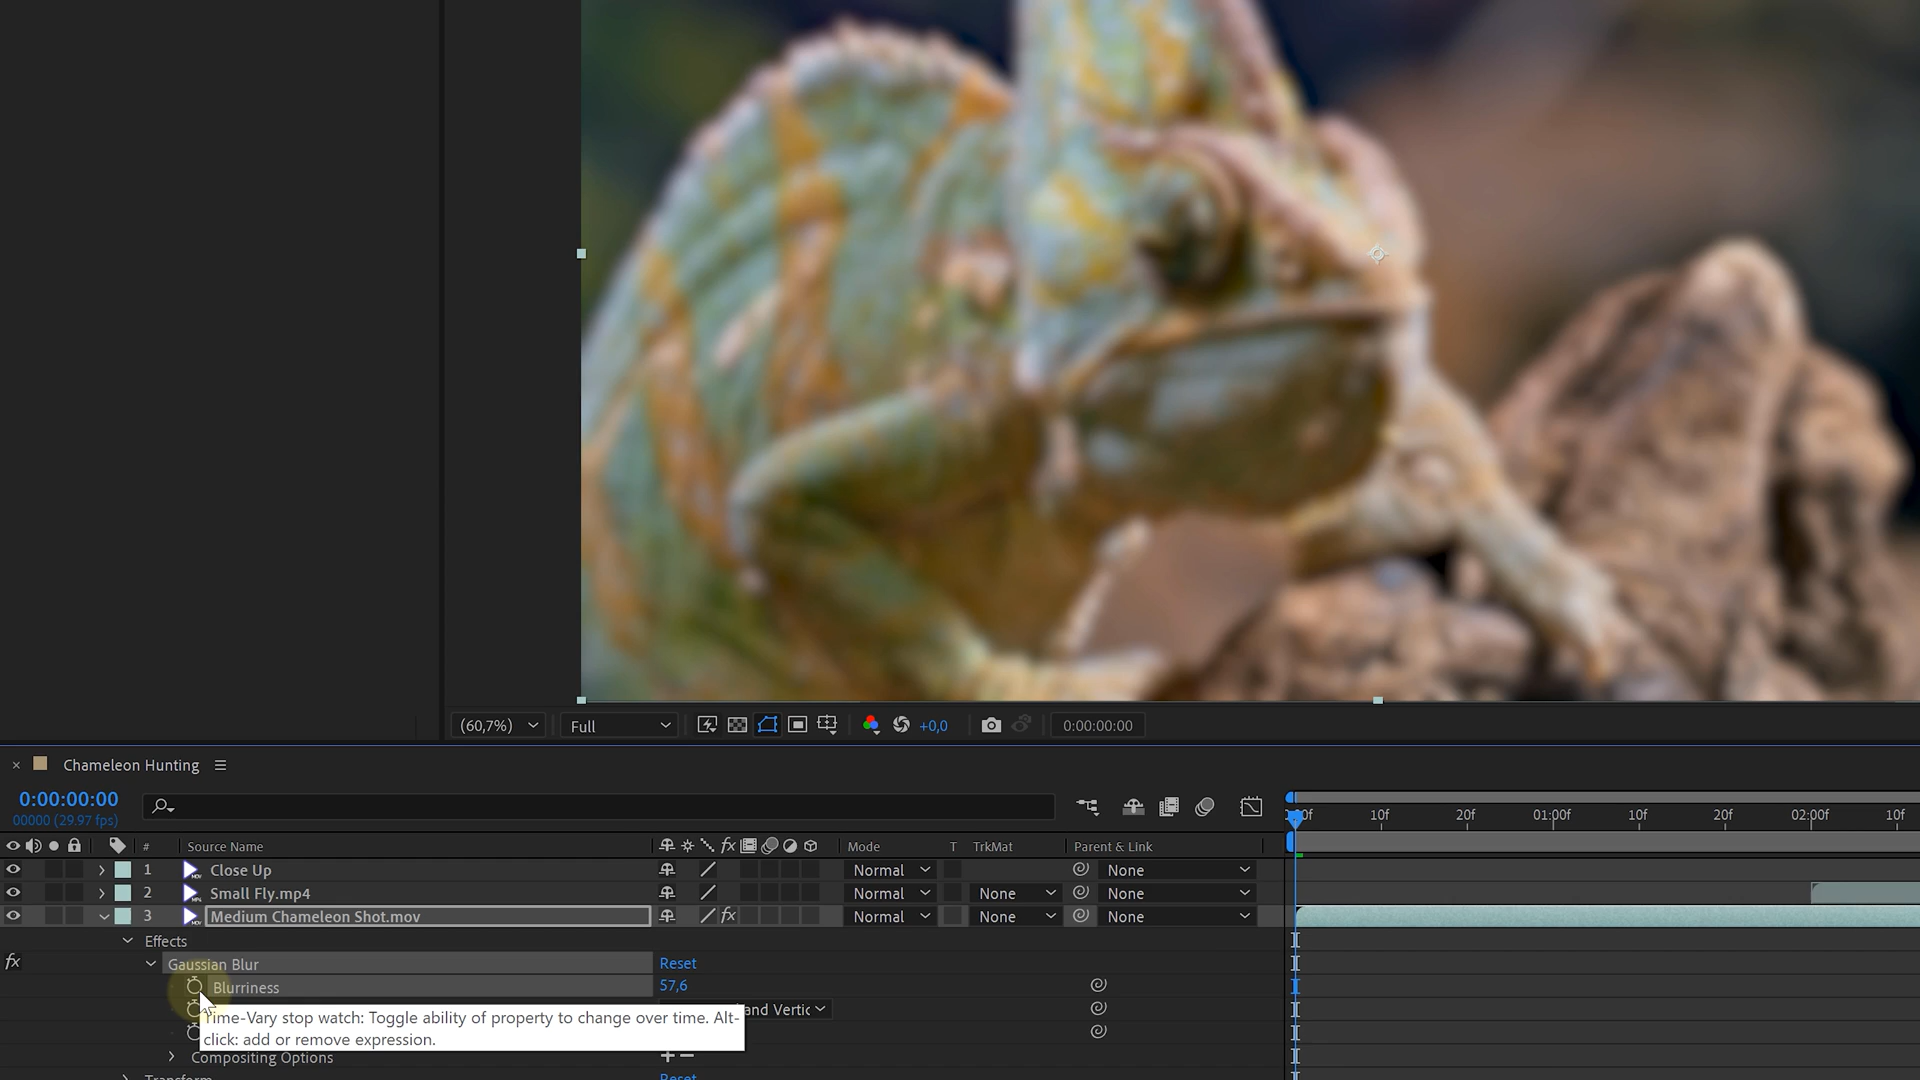 (60,7%)
Full
+0,0
0:00:00:00
× Chameleon Hunting
0:00:00:00
00000 (29.97 fps)
# Source Name fx Mode T TrkMat Parent & Link
0f 10f 20f 01:00f 10f 20f 02:00f 10f
1 Close Up Normal None
2 Small Fly.mp4 Normal None None
3 Medium Chameleon Shot.mov fx Normal None None
Effects
fx Gaussian Blur Reset
Blurriness 57,6
and Vertic
Time-Vary stop watch: Toggle ability of property to change over time. Alt-
click: add or remove expression.
Compositing Options + −
Transform Reset